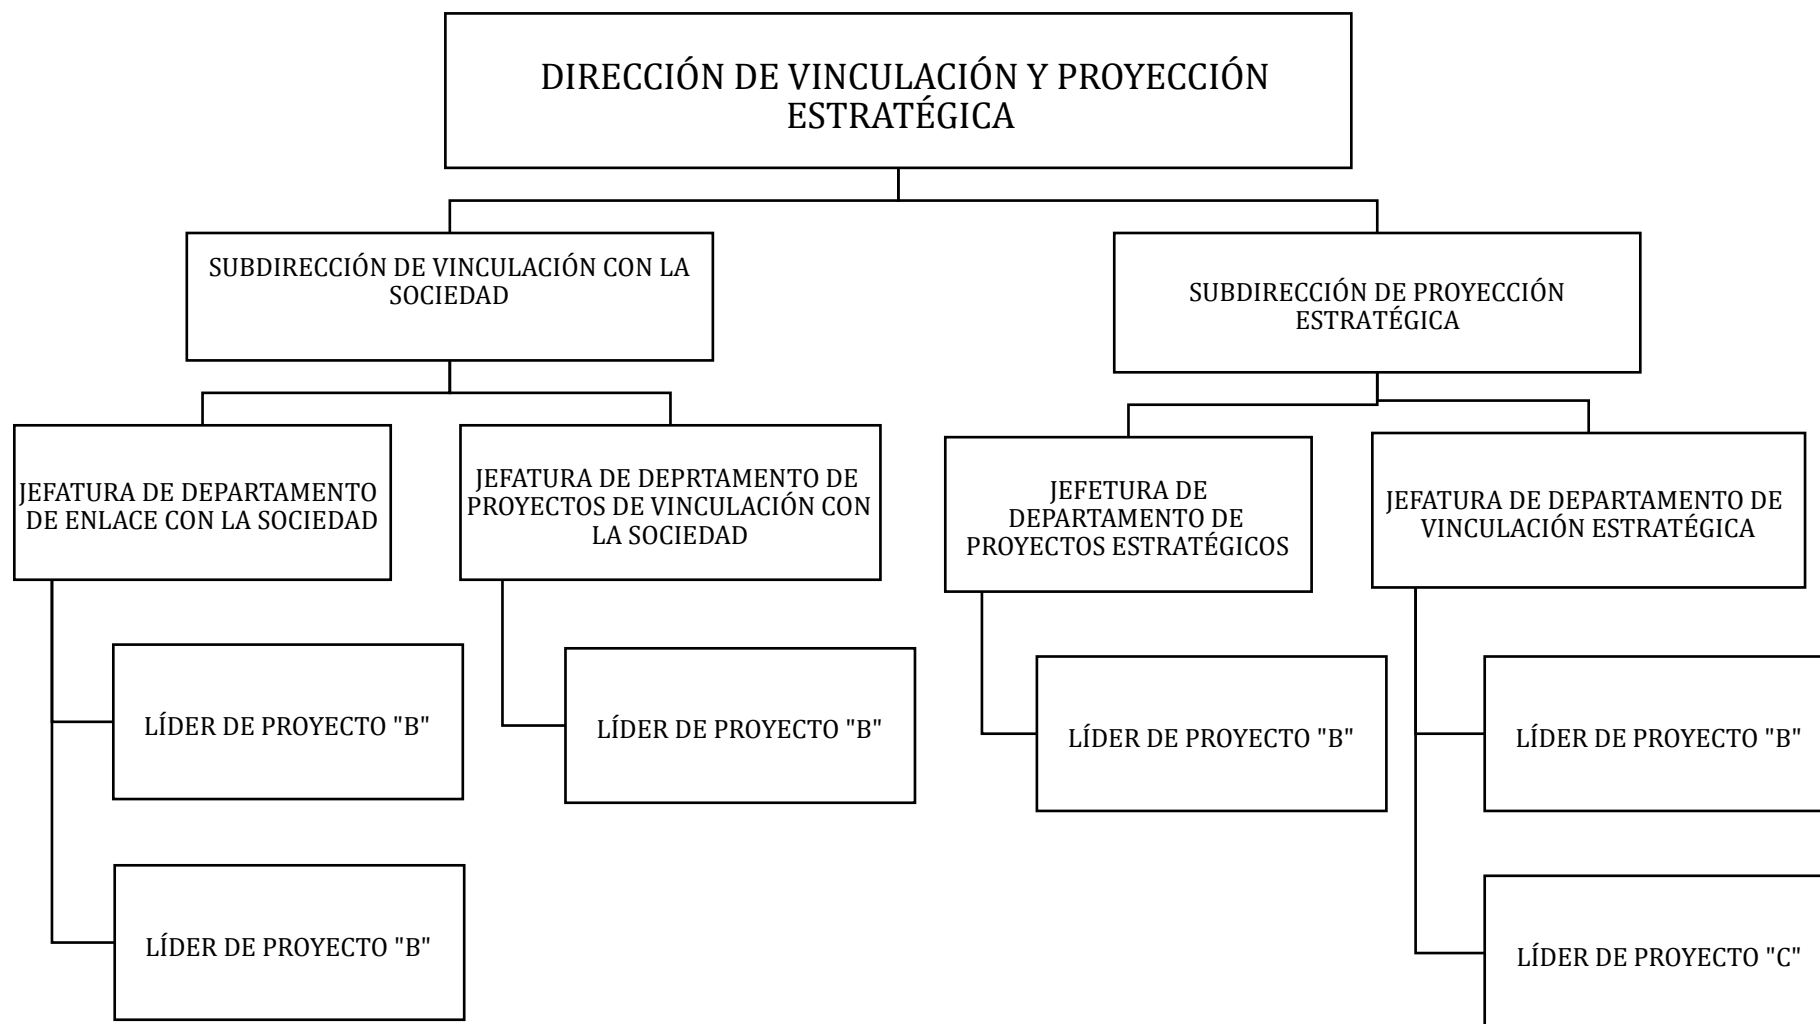 DIRECCIÓN DE VINCULACIÓN Y PROYECCIÓN
ESTRATÉGICA
SUBDIRECCIÓN DE VINCULACIÓN CON LA
SOCIEDAD
SUBDIRECCIÓN DE PROYECCIÓN
ESTRATÉGICA
JEFATURA DE DEPARTAMENTO
DE ENLACE CON LA SOCIEDAD
JEFATURA DE DEPRTAMENTO DE
PROYECTOS DE VINCULACIÓN CON
LA SOCIEDAD
JEFETURA DE
DEPARTAMENTO DE
PROYECTOS ESTRATÉGICOS
JEFATURA DE DEPARTAMENTO DE
VINCULACIÓN ESTRATÉGICA
LÍDER DE PROYECTO "B"
LÍDER DE PROYECTO "B"
LÍDER DE PROYECTO "B"
LÍDER DE PROYECTO "B"
LÍDER DE PROYECTO "B"
LÍDER DE PROYECTO "C"